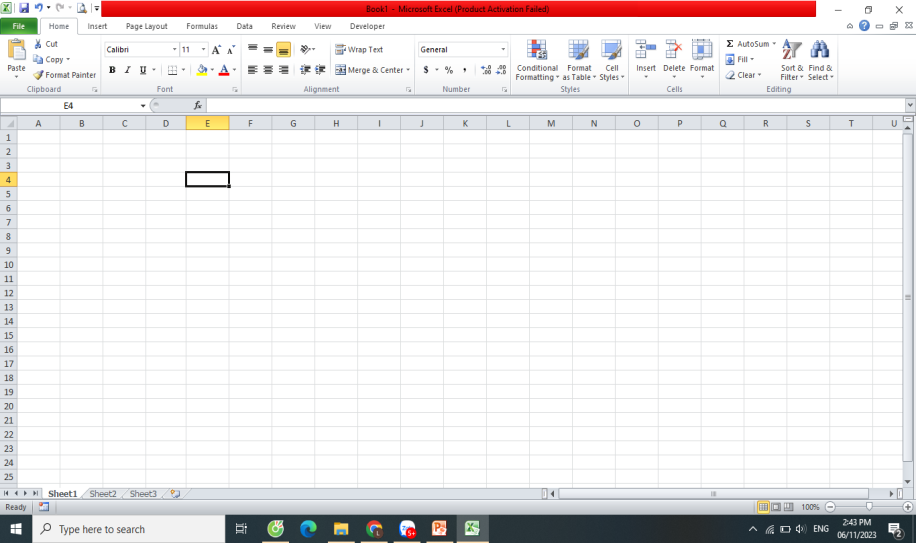 Book1 - Microsoft Excel (Product Activation Failed)
File Home Insert Page Layout Formulas Data Review View Developer
Paste
Cut
Copy
Format Painter
Clipboard
Calibri 11
B I U
Font
Wrap Text
Merge & Center
Alignment
General
$ % ,
Number
Conditional Formatting
Format as Table
Cell Styles
Styles
Insert Delete Format
Cells
AutoSum
Fill
Clear
Sort & Filter
Find & Select
Editing
E4 fx
A B C D E F G H I J K L M N O P Q R S T U
1
2
3
4
5
6
7
8
9
10
11
12
13
14
15
16
17
18
19
20
21
22
23
24
25
Sheet1 Sheet2 Sheet3
Ready 100%
Type here to search
5+
ENG
2:43 PM
06/11/2023
2